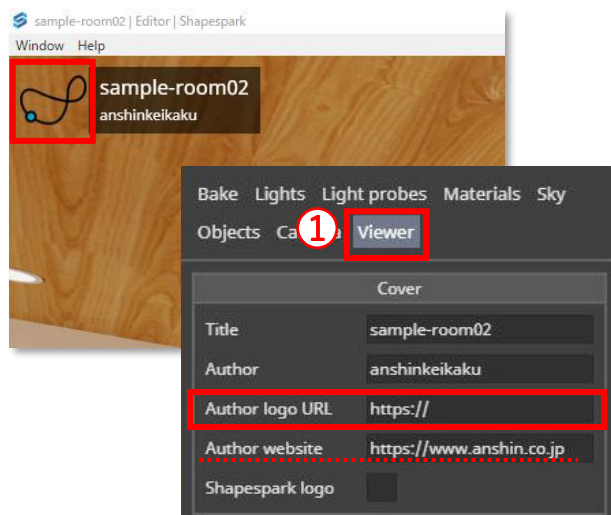 sample-room02 | Editor | Shapespark
Window Help
sample-room02
anshinkeikaku
Bake Lights Light probes Materials Sky
Objects 1 Viewer
Cover
Title sample-room02
Author anshinkeikaku
Author logo URL https://
Author website https://www.anshin.co.jp
Shapespark logo